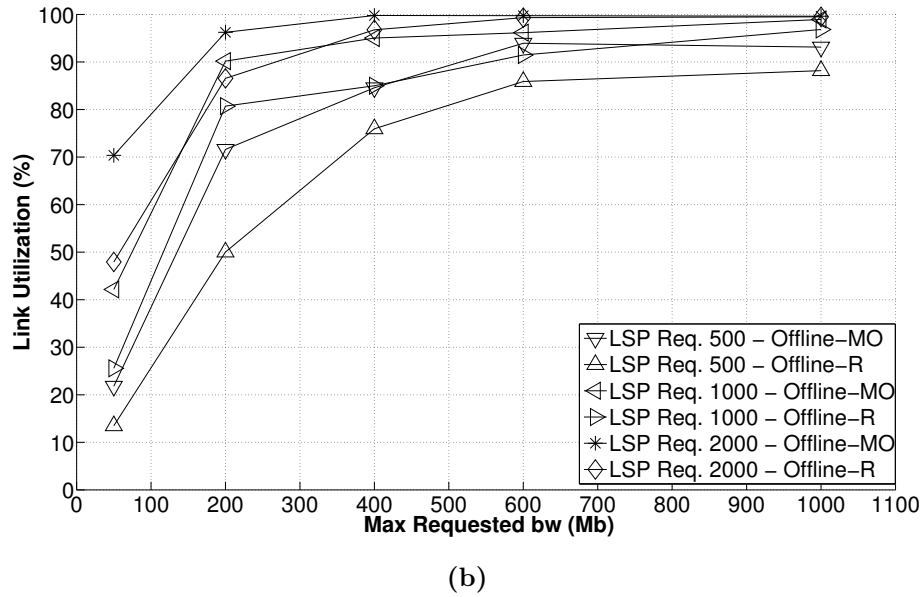 100
90
80
70
60
50
40
30
20
10
0
Link Utilization (%)
LSP Req. 500 – Offline–MO
LSP Req. 500 – Offline–R
LSP Req. 1000 – Offline–MO
LSP Req. 1000 – Offline–R
LSP Req. 2000 – Offline–MO
LSP Req. 2000 – Offline–R
0 100 200 300 400 500 600 700 800 900 1000 1100
Max Requested bw (Mb)
(b)